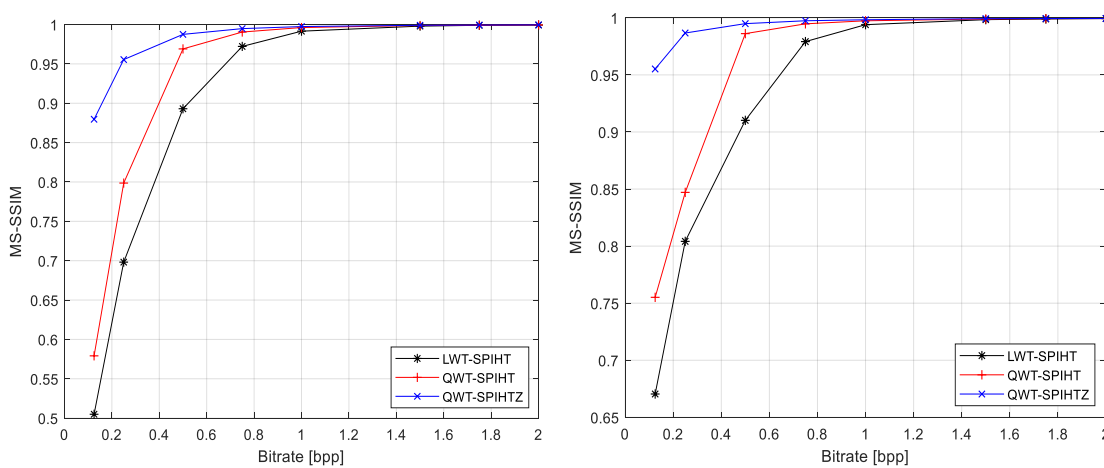 1
0.95
0.9
0.85
0.8
0.75
0.7
0.65
0.6
0.55
0.5
MS-SSIM
0 0.2 0.4 0.6 0.8 1 1.2 1.4 1.6 1.8 2
Bitrate [bpp]
LWT-SPIHT
QWT-SPIHT
QWT-SPIHTZ
1
0.95
0.9
0.85
0.8
0.75
0.7
0.65
MS-SSIM
0 0.2 0.4 0.6 0.8 1 1.2 1.4 1.6 1.8 2
Bitrate [bpp]
LWT-SPIHT
QWT-SPIHT
QWT-SPIHTZ